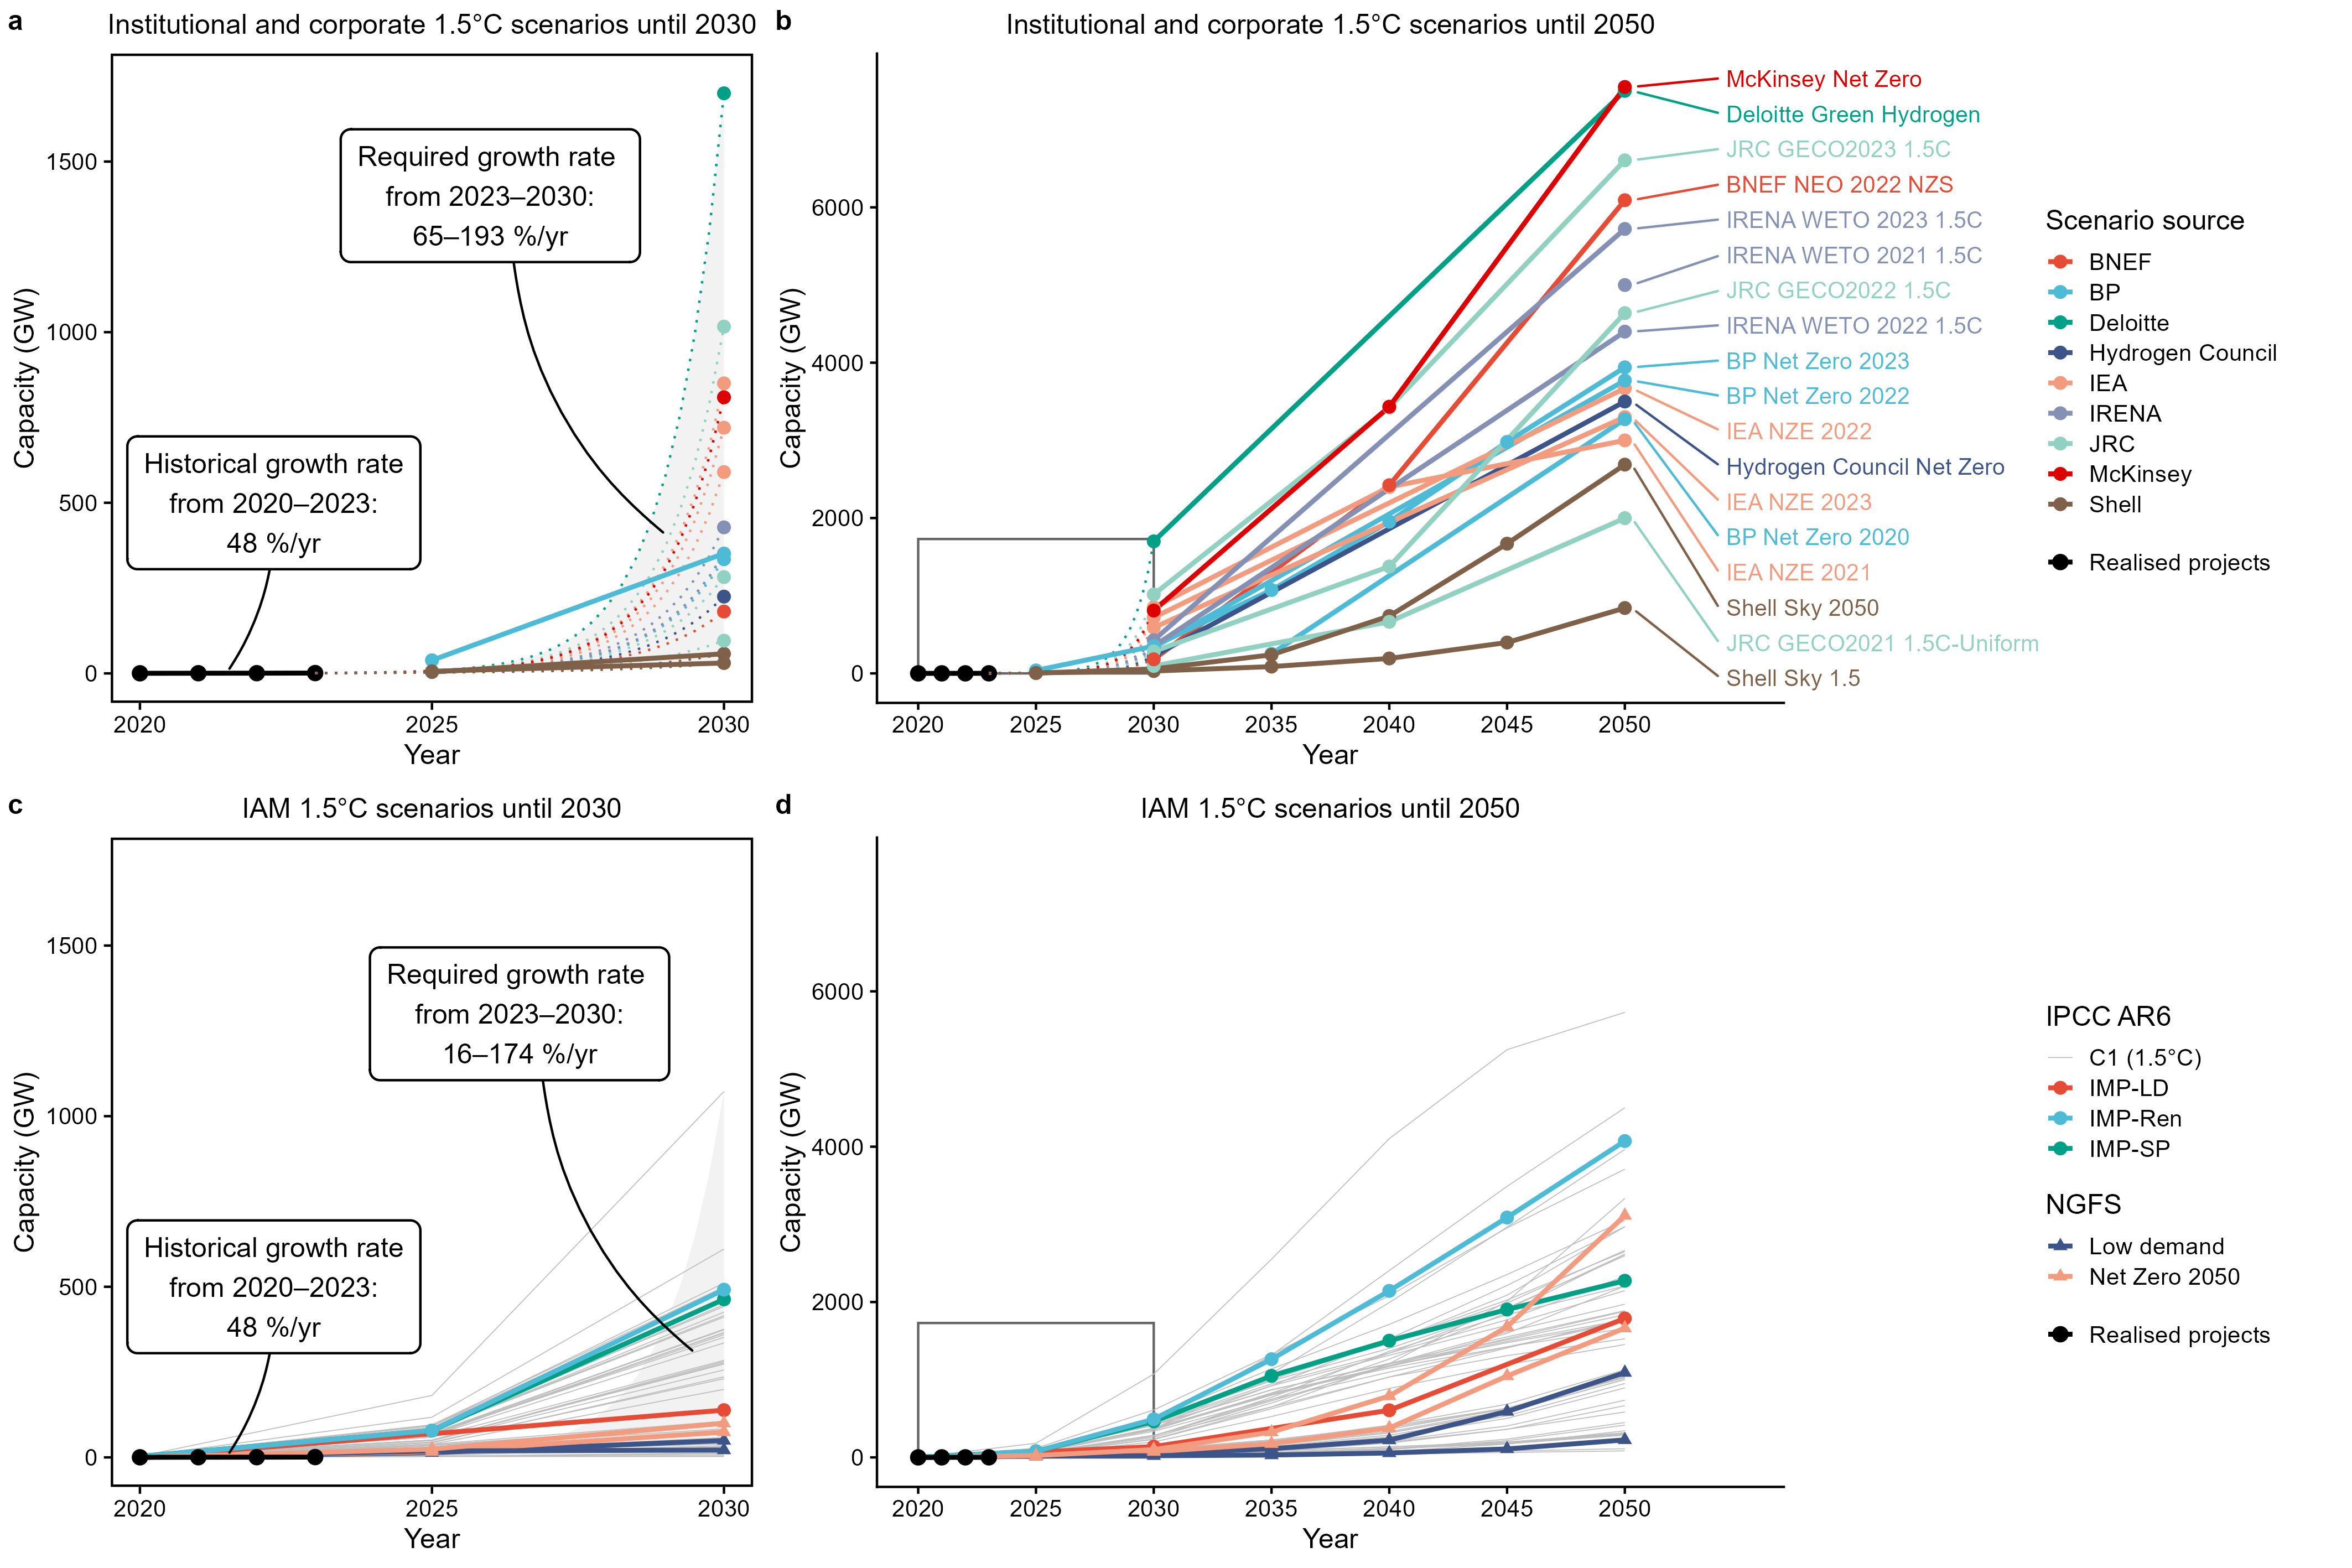 a
Institutional and corporate 1.5°C scenarios until 2030
Capacity (GW)
1500
1000
500
0
Required growth rate
from 2023–2030:
65–193 %/yr
Historical growth rate
from 2020–2023:
48 %/yr
2020
2025
2030
Year
b
Institutional and corporate 1.5°C scenarios until 2050
Capacity (GW)
6000
4000
2000
0
2020
2025
2030
2035
2040
2045
2050
Year
McKinsey Net Zero
Deloitte Green Hydrogen
JRC GECO2023 1.5C
BNEF NEO 2022 NZS
IRENA WETO 2023 1.5C
IRENA WETO 2021 1.5C
JRC GECO2022 1.5C
IRENA WETO 2022 1.5C
BP Net Zero 2023
BP Net Zero 2022
IEA NZE 2022
Hydrogen Council Net Zero
IEA NZE 2023
BP Net Zero 2020
IEA NZE 2021
Shell Sky 2050
JRC GECO2021 1.5C-Uniform
Shell Sky 1.5
Scenario source
BNEF
BP
Deloitte
Hydrogen Council
IEA
IRENA
JRC
McKinsey
Shell
Realised projects
c
IAM 1.5°C scenarios until 2030
Capacity (GW)
1500
1000
500
0
Required growth rate
from 2023–2030:
16–174 %/yr
Historical growth rate
from 2020–2023:
48 %/yr
2020
2025
2030
Year
d
IAM 1.5°C scenarios until 2050
Capacity (GW)
6000
4000
2000
0
2020
2025
2030
2035
2040
2045
2050
Year
IPCC AR6
C1 (1.5°C)
IMP-LD
IMP-Ren
IMP-SP
NGFS
Low demand
Net Zero 2050
Realised projects